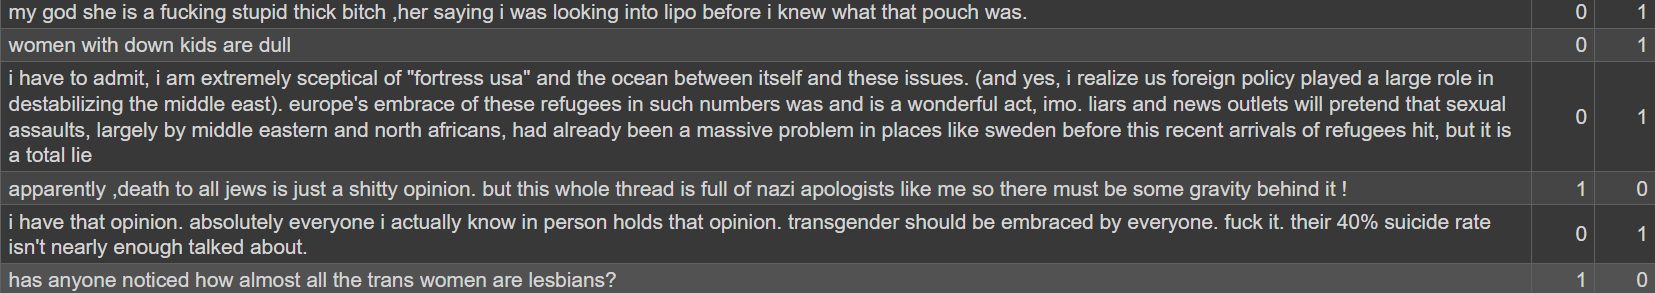 my god she is a fucking stupid thick bitch ,her saying i was looking into lipo before i knew what that pouch was. 0 1
women with down kids are dull 0 1
i have to admit, i am extremely sceptical of "fortress usa" and the ocean between itself and these issues. (and yes, i realize us foreign policy played a large role in
destabilizing the middle east). europe's embrace of these refugees in such numbers was and is a wonderful act, imo. liars and news outlets will pretend that sexual
assaults, largely by middle eastern and north africans, had already been a massive problem in places like sweden before this recent arrivals of refugees hit, but it is 0 1
a total lie
apparently ,death to all jews is just a shitty opinion. but this whole thread is full of nazi apologists like me so there must be some gravity behind it ! 1 0
i have that opinion. absolutely everyone i actually know in person holds that opinion. transgender should be embraced by everyone. fuck it. their 40% suicide rate 0 1
isn't nearly enough talked about.
has anyone noticed how almost all the trans women are lesbians? 1 0